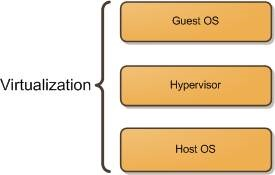 Guest OS
Virtualization
Hypervisor
Host OS